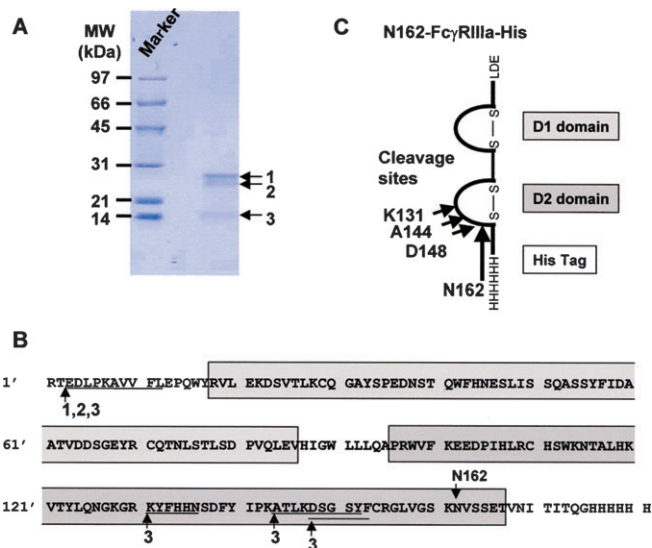 A
MW
(kDa)
Marker
97
66
45
31
21
14
1
2
3
C
N162-FcγRIIIa-His
LDE
S
S
D1 domain
Cleavage
sites
S
S
D2 domain
K131
A144
D148
N162
HHHHHH
His Tag
B
1' RTEDLPKAVV FLEPQWYRVL EKDSVTLKCQ GAYSPEDNST QWFHNESLIS SQASSYFIDA
1,2,3
61' ATVDDSGEYR CQTNLSTLSD PVQLEVHIGW LLLQAPRWVF KEEDPIHLRC HSWKNTALHK
N162
121' VTYLQNGKGR KYFHHNSDFY IPKATLKDSG SYFCRGLVGS KNVSSETVNI TITQGHHHHH H
3
3
3